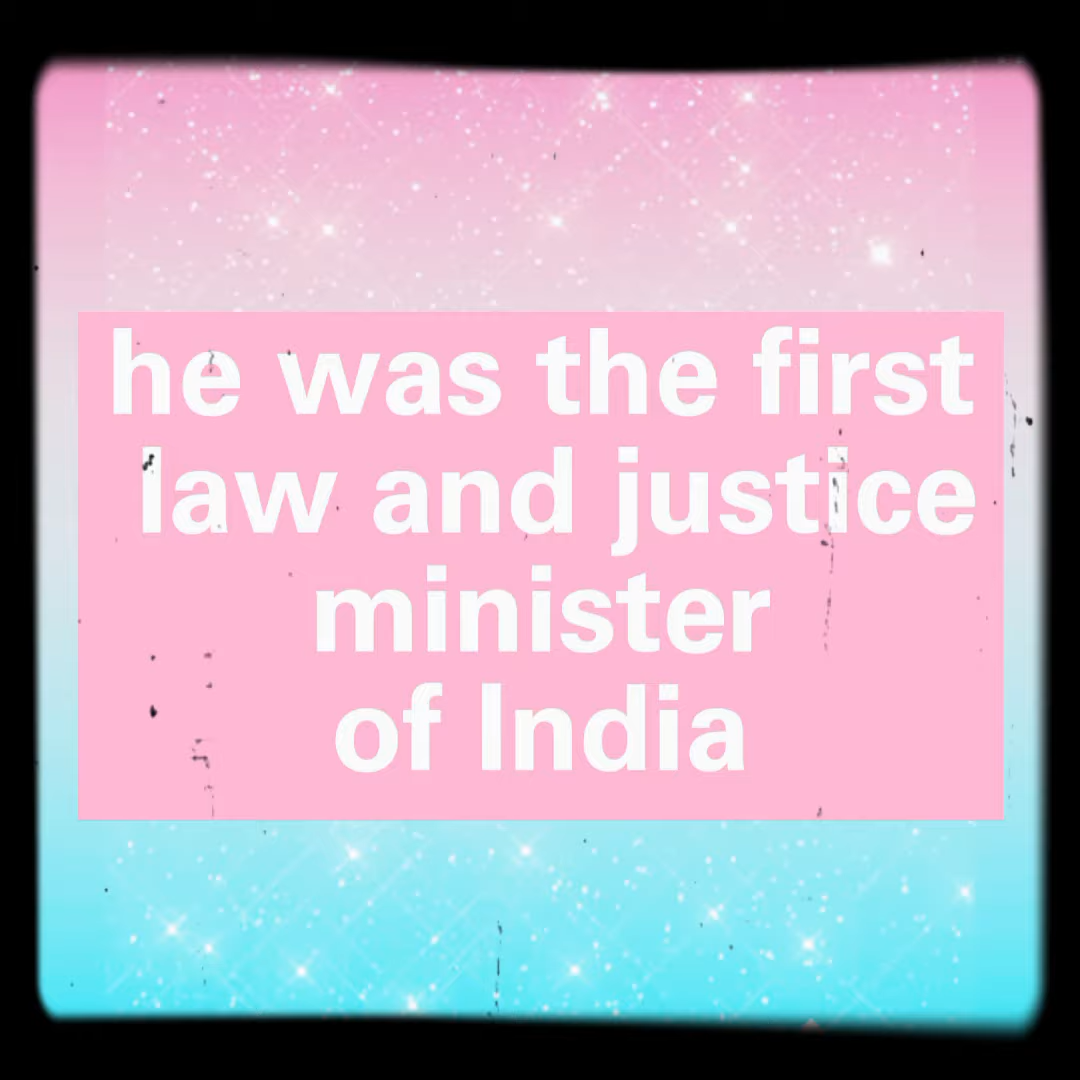 he was the first
law and justice
minister
of India